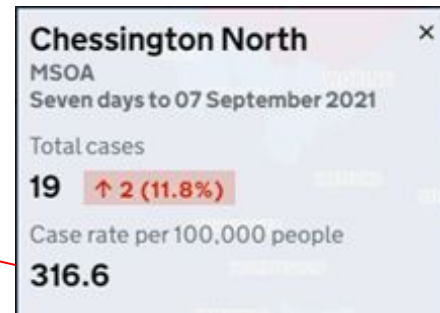 Chessington North ×
MSOA
Seven days to 07 September 2021
Total cases
19 ↑ 2 (11.8%)
Case rate per 100,000 people
316.6